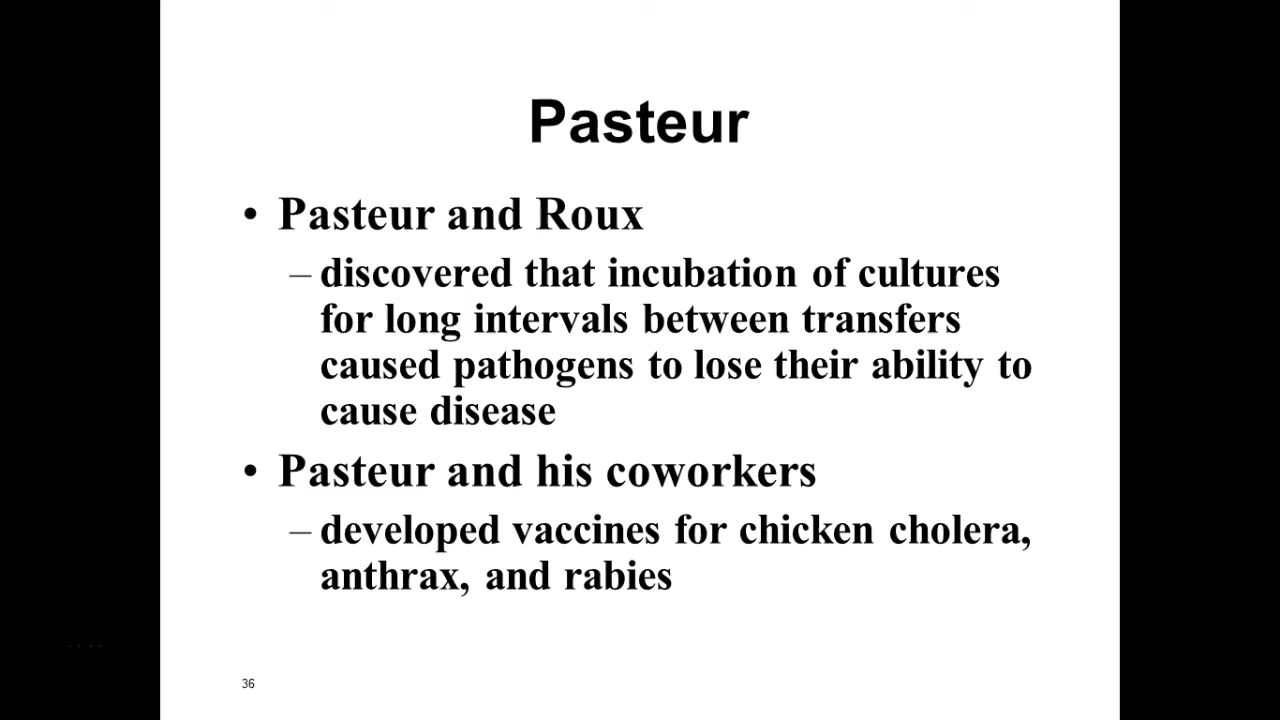 Pasteur
• Pasteur and Roux
– discovered that incubation of cultures
for long intervals between transfers
caused pathogens to lose their ability to
cause disease
• Pasteur and his coworkers
– developed vaccines for chicken cholera,
anthrax, and rabies
36